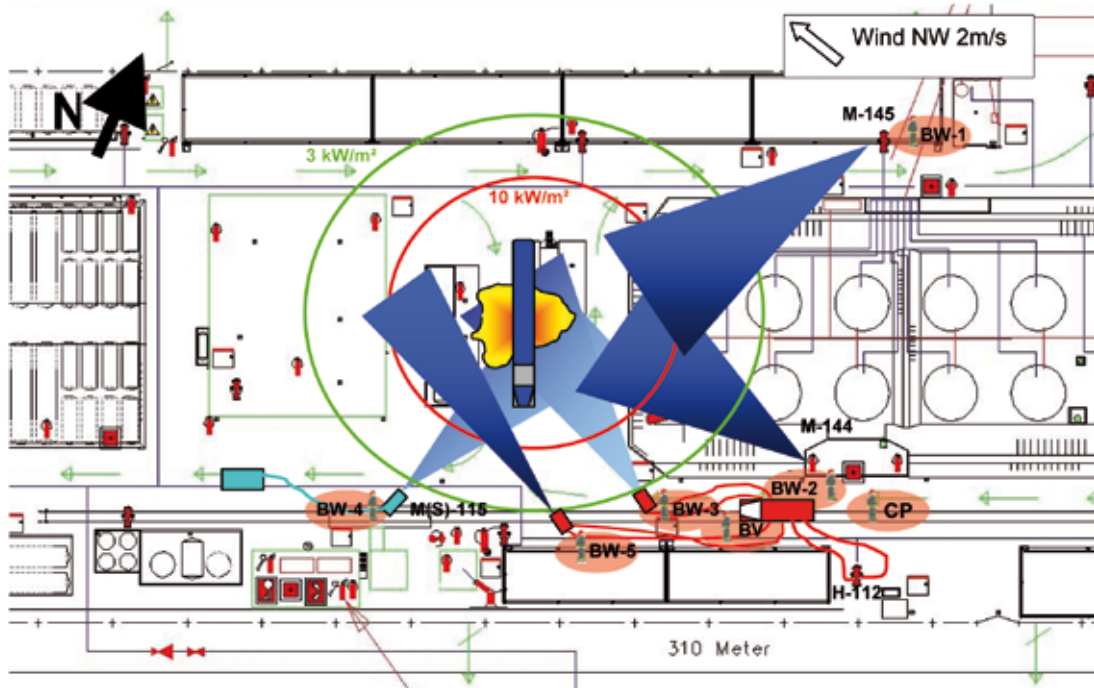 Wind NW 2m/s
N
M-145
BW-1
3 kW/m²
10 kW/m²
M-144
BW-2
BW-4
M(S)-115
BW-3
CP
BV
BW-5
H-112
310 Meter